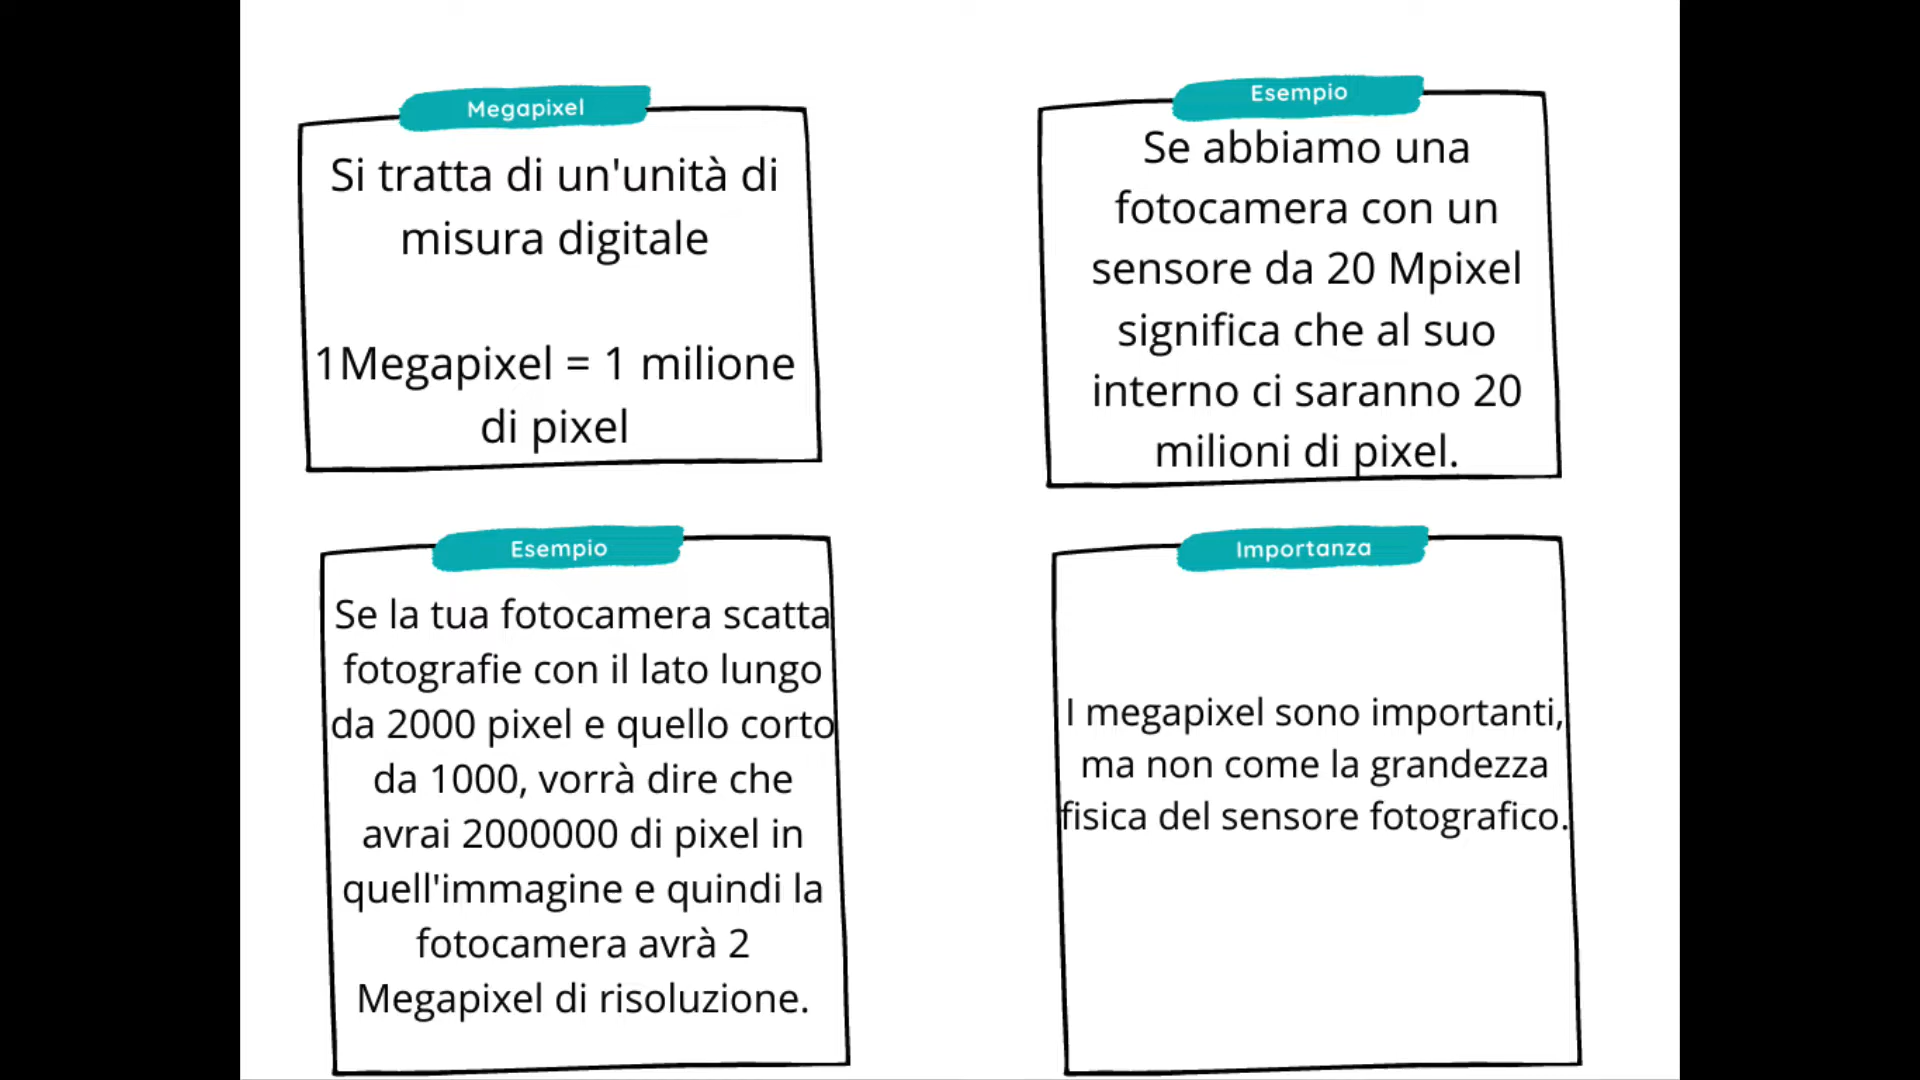 Megapixel
Si tratta di un'unità di
misura digitale
1Megapixel = 1 milione
di pixel
Esempio
Se abbiamo una
fotocamera con un
sensore da 20 Mpixel
significa che al suo
interno ci saranno 20
milioni di pixel.
Esempio
Se la tua fotocamera scatta
fotografie con il lato lungo
da 2000 pixel e quello corto
da 1000, vorrà dire che
avrai 2000000 di pixel in
quell'immagine e quindi la
fotocamera avrà 2
Megapixel di risoluzione.
Importanza
I megapixel sono importanti,
ma non come la grandezza
fisica del sensore fotografico.